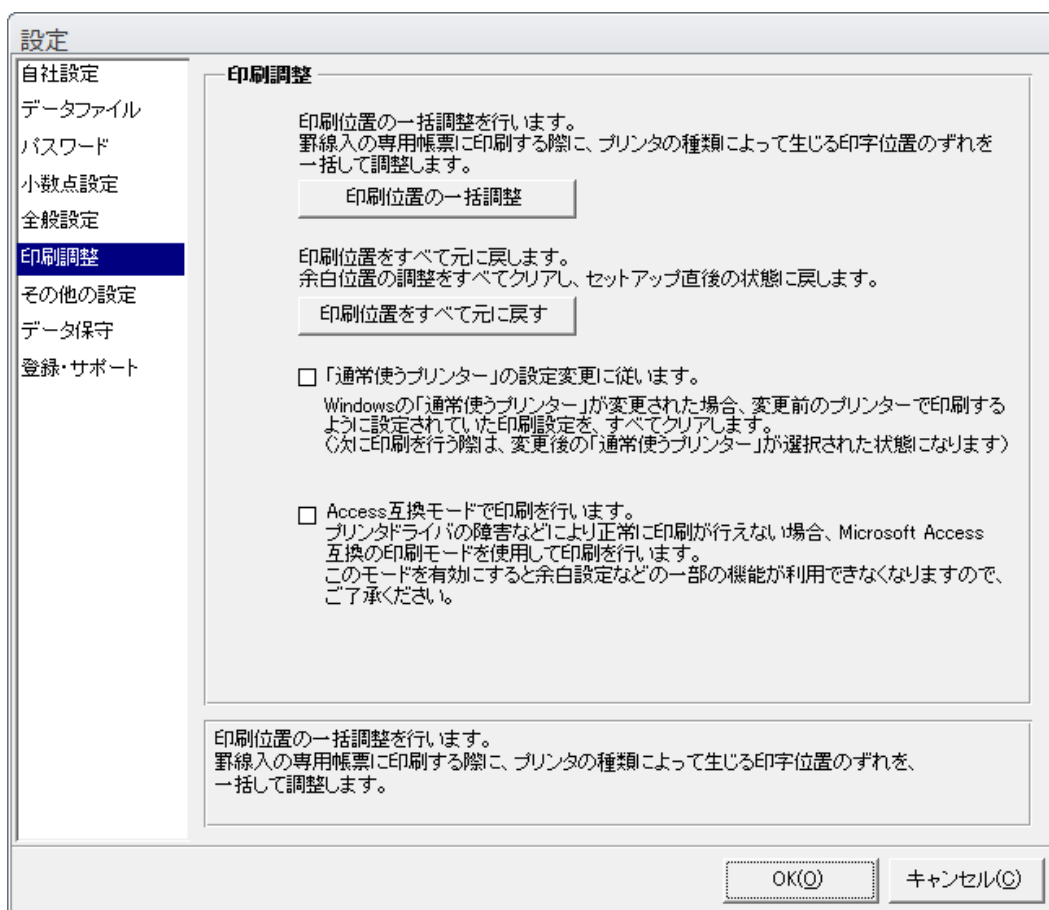 設定
自社設定
データファイル
パスワード
小数点設定
全般設定
印刷調整
その他の設定
データ保守
登録・サポート
印刷調整
印刷位置の一括調整を行います。
罫線入の専用帳票に印刷する際に、プリンタの種類によって生じる印字位置のずれを
一括して調整します。
印刷位置の一括調整
印刷位置をすべて元に戻します。
余白位置の調整をすべてクリアし、セットアップ直後の状態に戻します。
印刷位置をすべて元に戻す
「通常使うプリンター」の設定変更に従います。
Windowsの「通常使うプリンター」が変更された場合、変更前のプリンターで印刷する
ように設定されていた印刷設定を、すべてクリアします。
(次に印刷を行う際は、変更後の「通常使うプリンター」が選択された状態になります)
Access互換モードで印刷を行います。
プリンタドライバの障害などにより正常に印刷が行えない場合、Microsoft Access
互換の印刷モードを使用して印刷を行います。
このモードを有効にすると余白設定などの一部の機能が利用できなくなりますので、
ご了承ください。
印刷位置の一括調整を行います。
罫線入の専用帳票に印刷する際に、プリンタの種類によって生じる印字位置のずれを、
一括して調整します。
OK(O)
キャンセル(C)